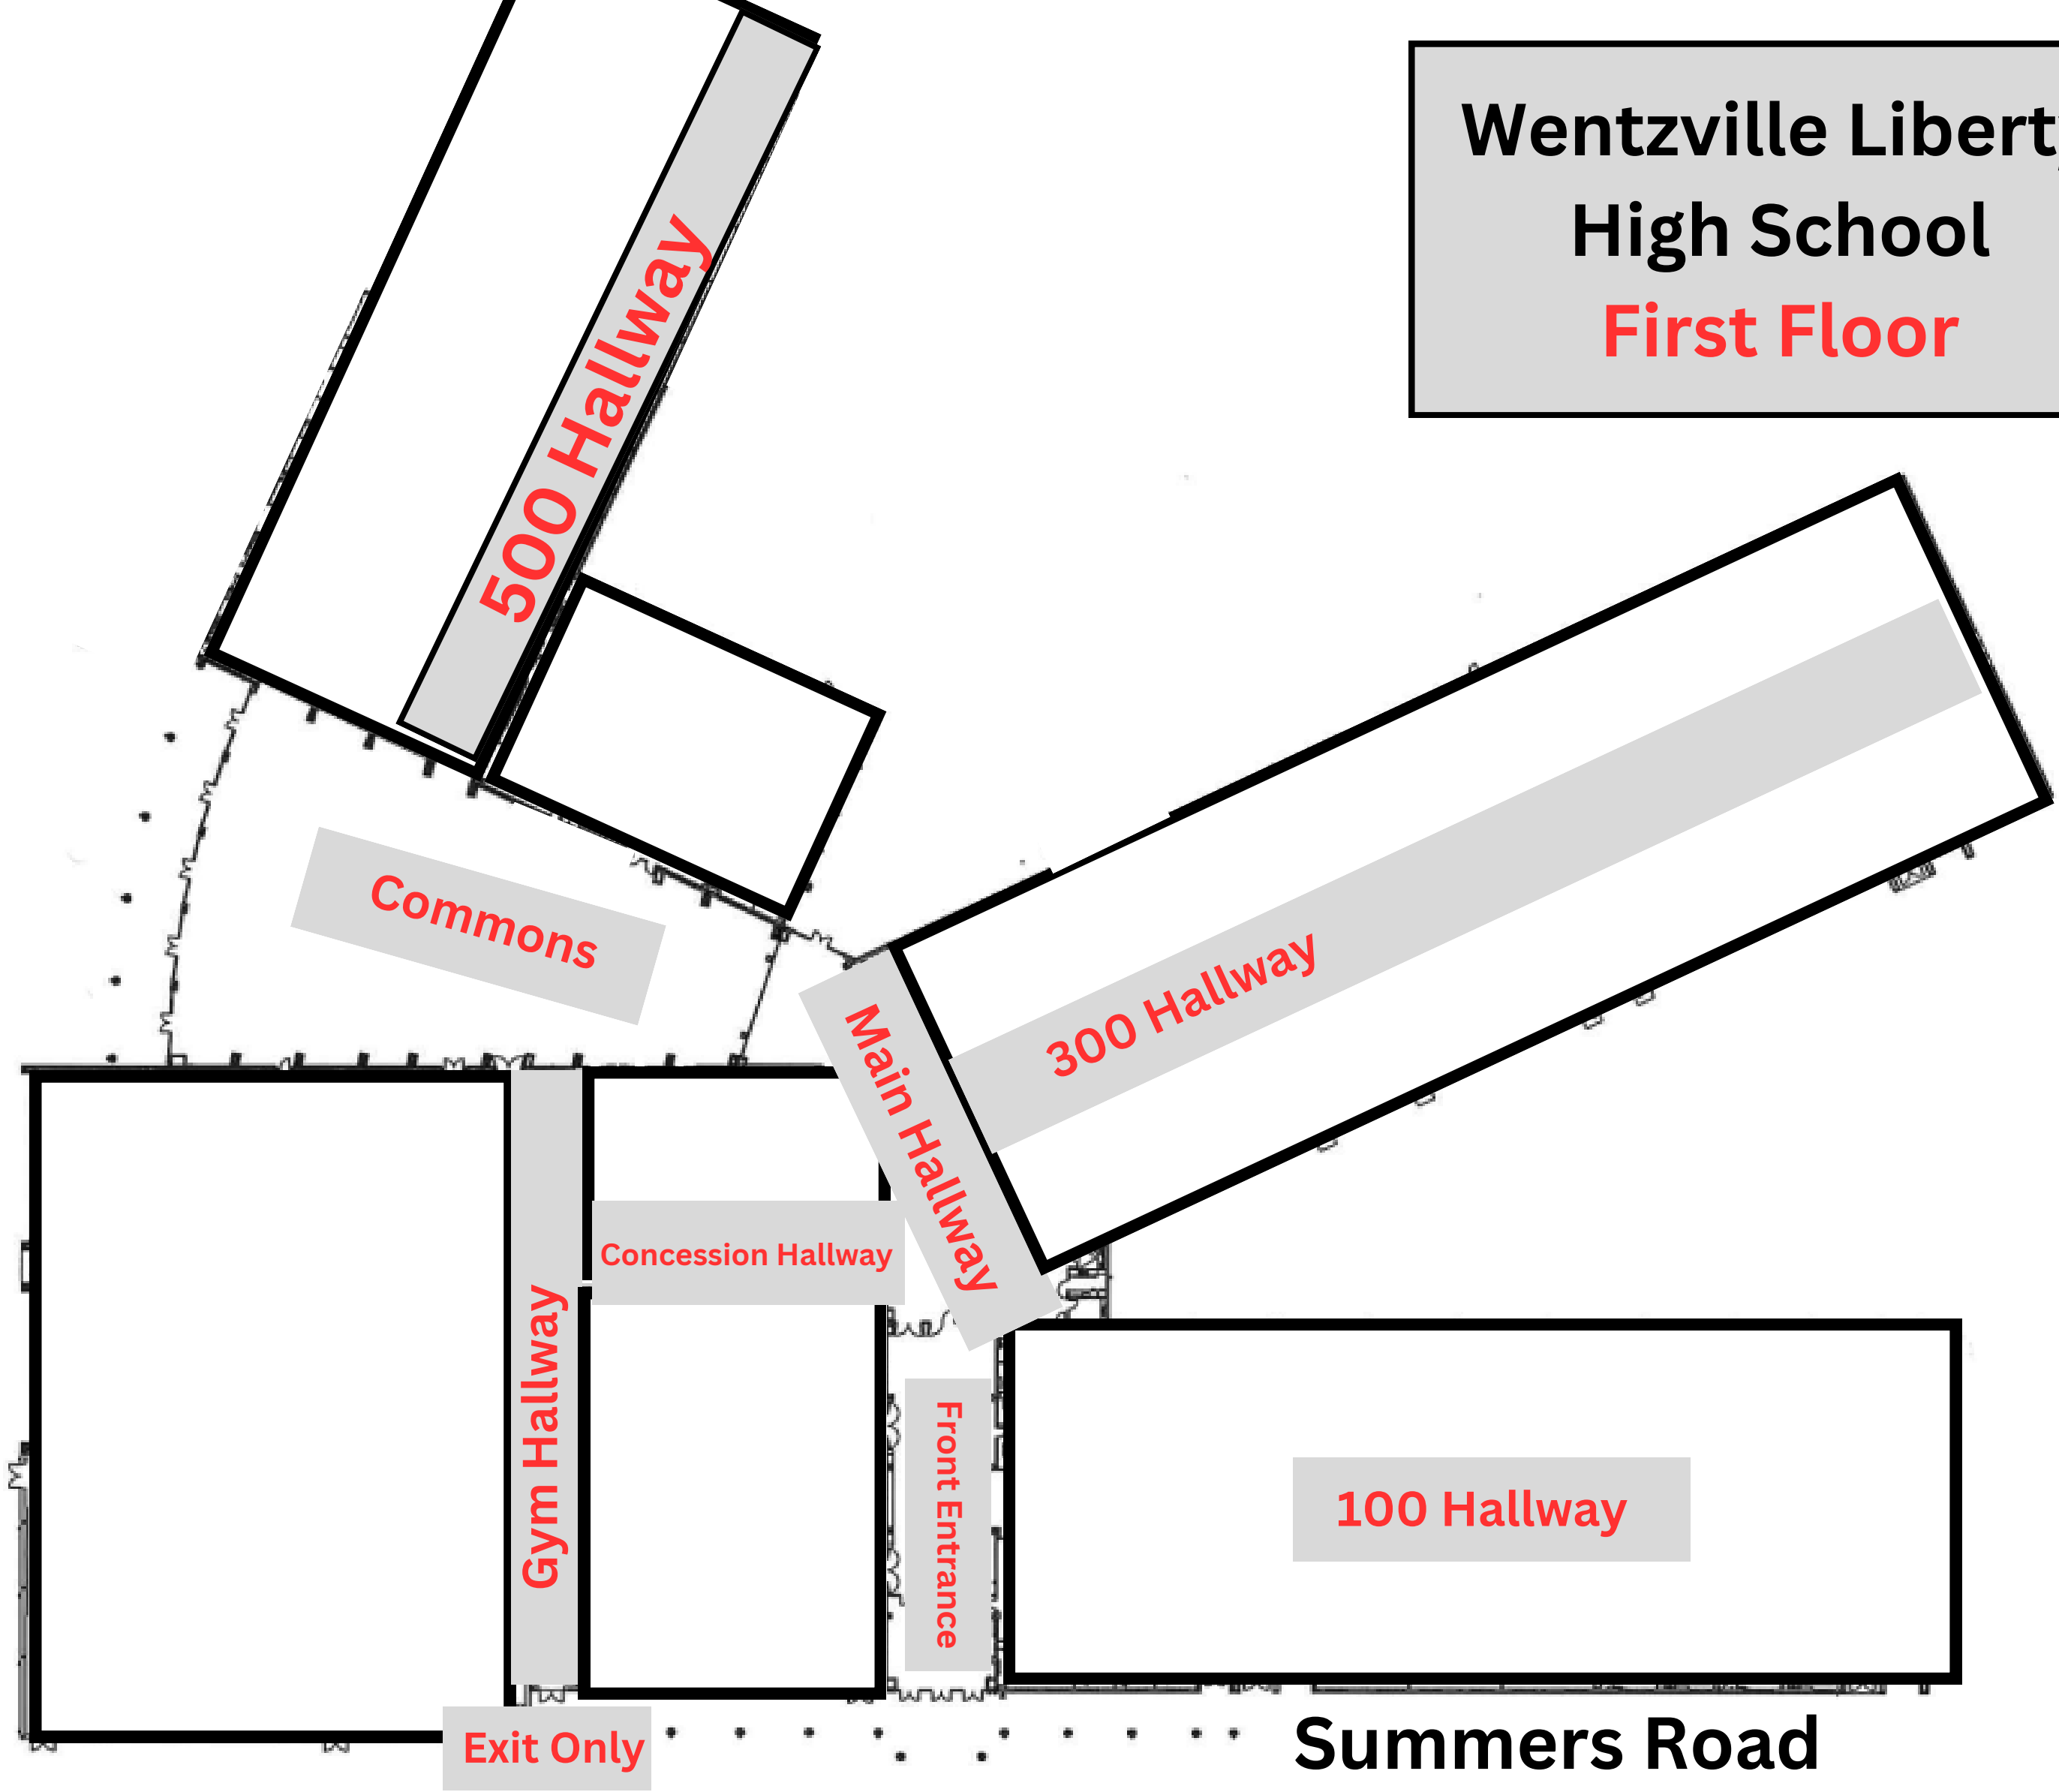 Wentzville Liberty
High School
First Floor
500 Hallway
Commons
Main Hallway
300 Hallway
Concession Hallway
Gym Hallway
Front Entrance
100 Hallway
Exit Only
Summers Road